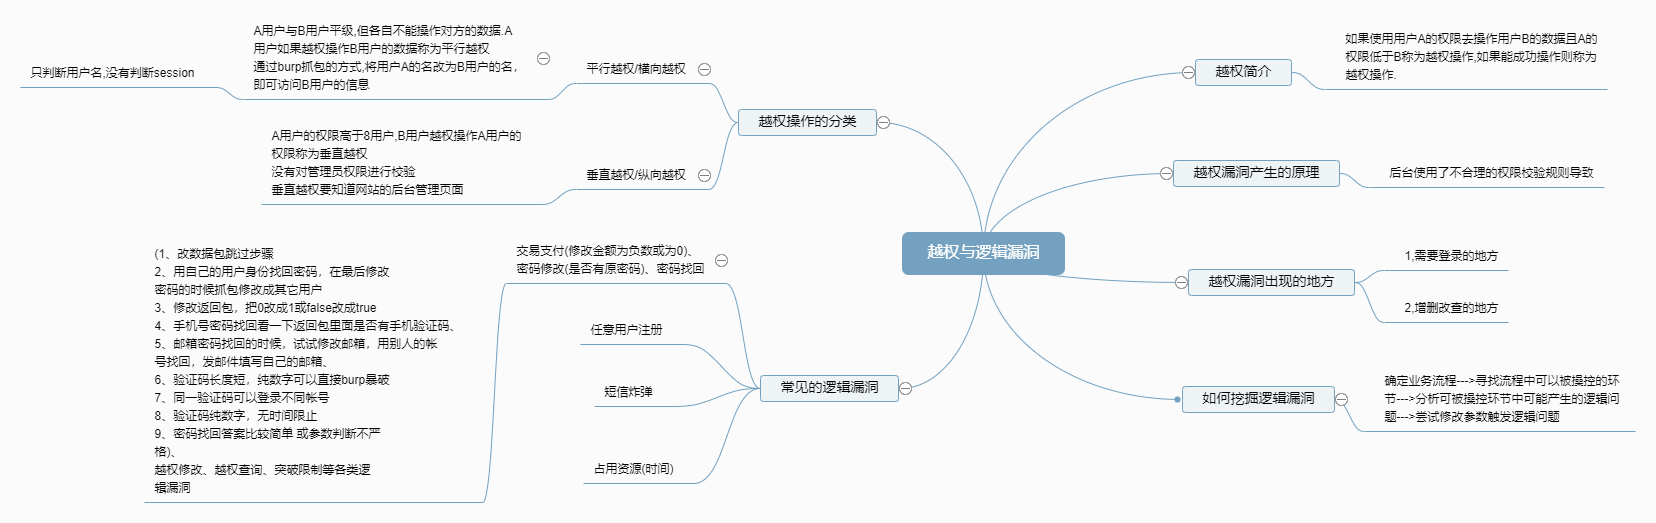 越权与逻辑漏洞
越权简介
如果使用用户A的权限去操作用户B的数据且A的
权限低于B称为越权操作,如果能成功操作则称为
越权操作.
越权漏洞产生的原理
后台使用了不合理的权限校验规则导致
越权漏洞出现的地方
1,需要登录的地方
2,增删改查的地方
如何挖掘逻辑漏洞
确定业务流程--->寻找流程中可以被操控的环
节--->分析可被操控环节中可能产生的逻辑问
题--->尝试修改参数触发逻辑问题
越权操作的分类
平行越权/横向越权
A用户与B用户平级,但各自不能操作对方的数据.A
用户如果越权操作B用户的数据称为平行越权
通过burp抓包的方式,将用户A的名改为B用户的名，
即可访问B用户的信息
只判断用户名,没有判断session
垂直越权/纵向越权
A用户的权限高于8用户,B用户越权操作A用户的
权限称为垂直越权
没有对管理员权限进行校验
垂直越权要知道网站的后台管理页面
常见的逻辑漏洞
交易支付(修改金额为负数或为0)、
密码修改(是否有原密码)、密码找回
(1、改数据包跳过步骤
2、用自己的用户身份找回密码，在最后修改
密码的时候抓包修改成其它用户
3、修改返回包，把0改成1或false改成true
4、手机号密码找回看一下返回包里面是否有手机验证码、
5、邮箱密码找回的时候，试试修改邮箱，用别人的帐
号找回，发邮件填写自己的邮箱、
6、验证码长度短，纯数字可以直接burp暴破
7、同一验证码可以登录不同帐号
8、验证码纯数字，无时间限止
9、密码找回答案比较简单 或参数判断不严
格)、
越权修改、越权查询、突破限制等各类逻
辑漏洞
任意用户注册
短信炸弹
占用资源(时间)